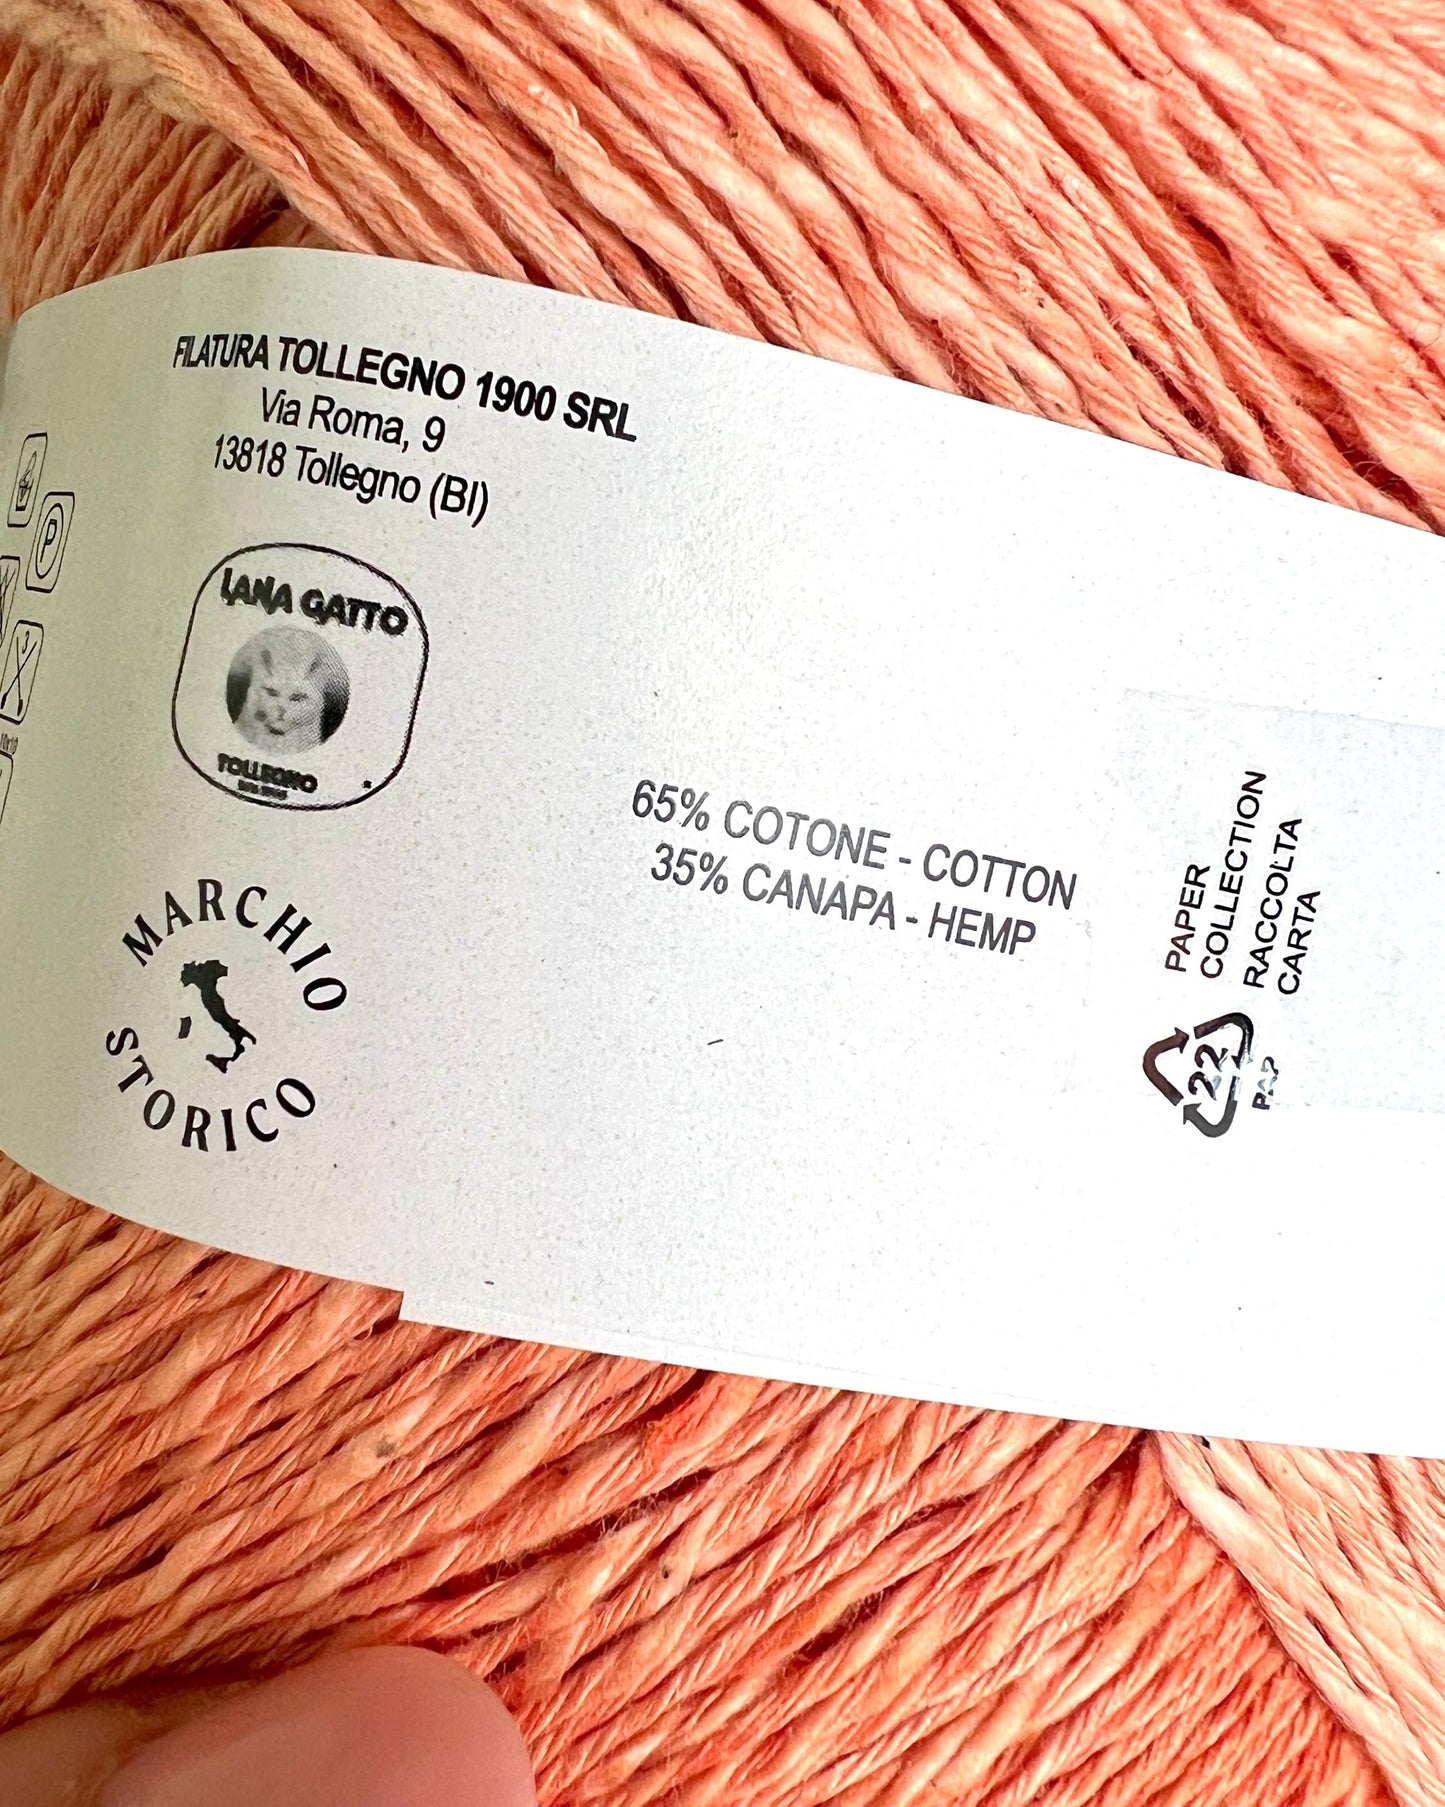 FILATURA TOLLEGNO 1900 SRL
Via Roma, 9
13818 Tollegno (BI)
LANA GATTO
TOLLEGNO
MARCHIO
STORICO
65% COTONE - COTTON
35% CANAPA - HEMP
PAPER
COLLECTION
RACCOLTA
CARTA
22
PAP
P
3